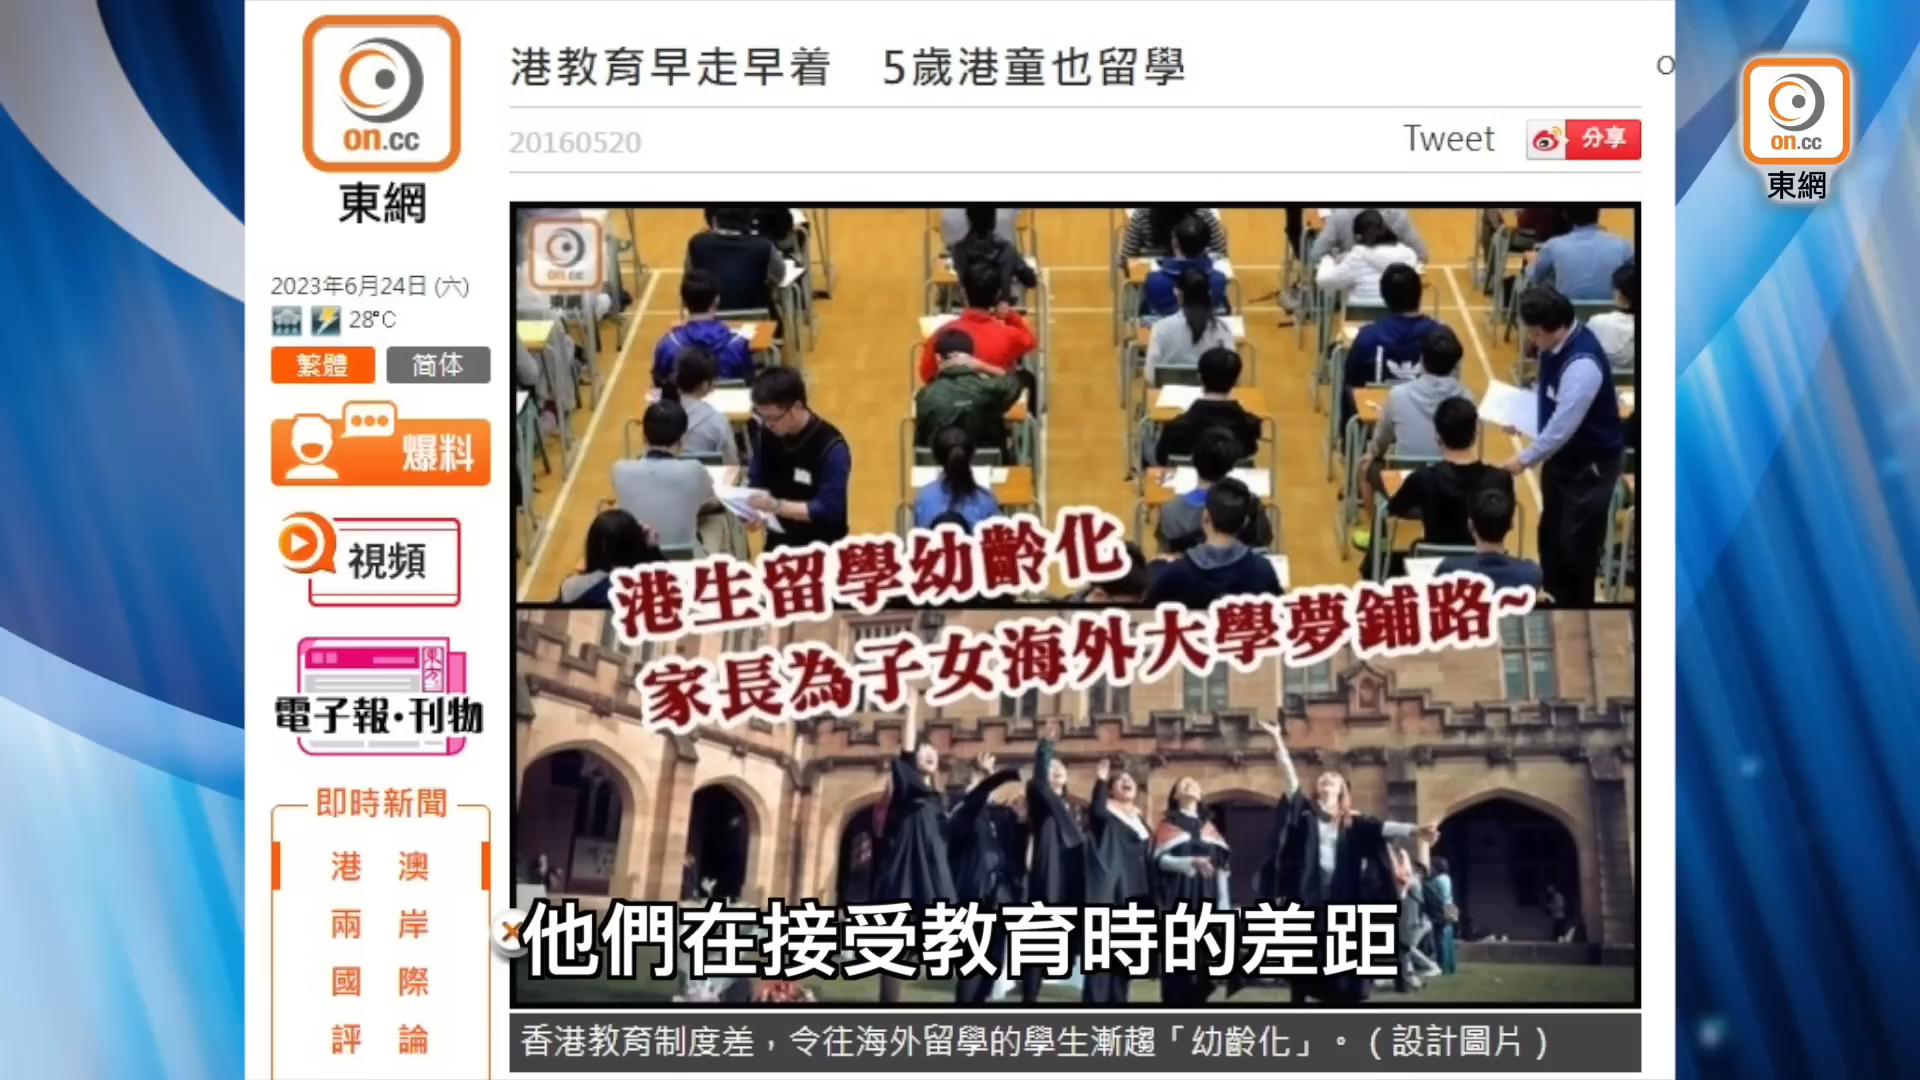 on.cc
東網
港教育早走早着　5歲港童也留學
20160520
Tweet
分享
on.cc
東網
2023年6月24日 (六)
28°C
繁體
简体
爆料
視頻
電子報‧刊物
即時新聞
港澳
兩岸
國際
評論
on.cc
東網
港生留學幼齡化
家長為子女海外大學夢鋪路~
他們在接受教育時的差距
香港教育制度差，令往海外留學的學生漸趨「幼齡化」。(設計圖片)